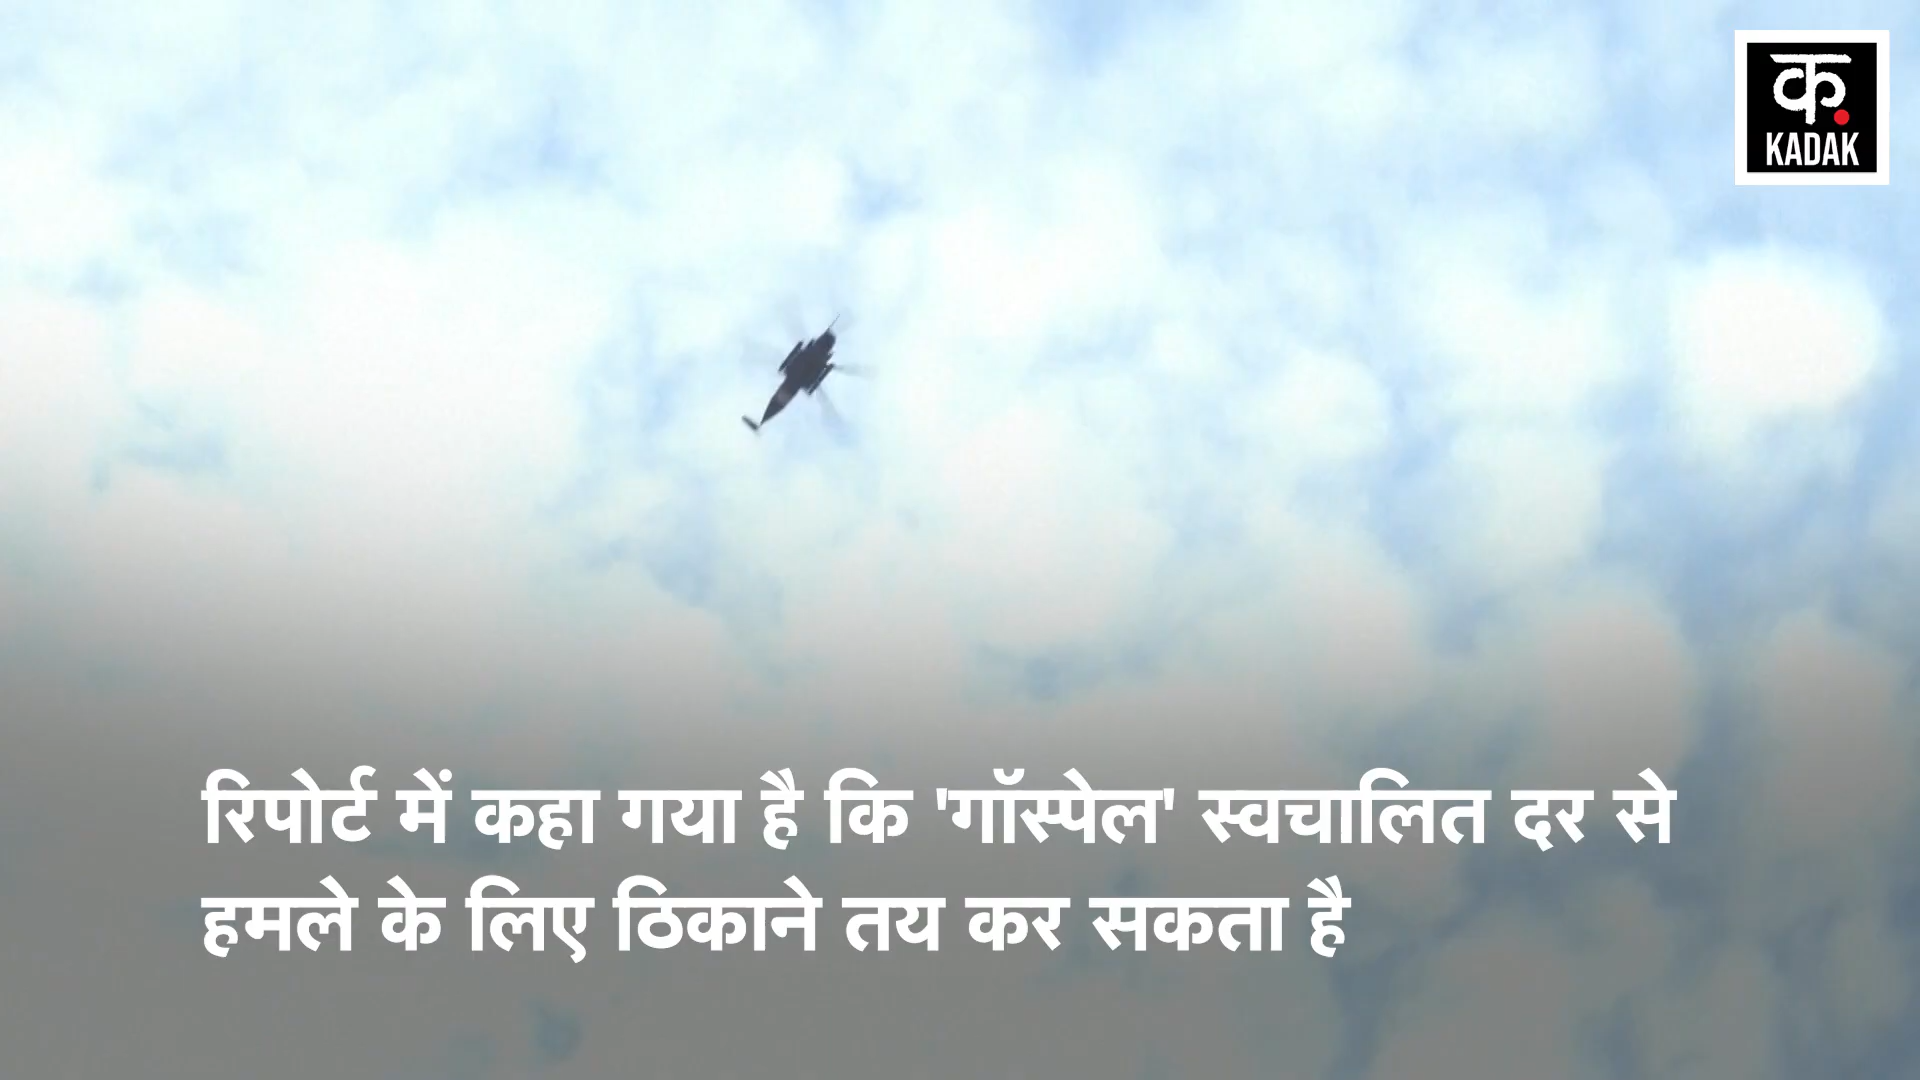 क.
KADAK
रिपोर्ट में कहा गया है कि 'गॉस्पेल' स्वचालित दर से
हमले के लिए ठिकाने तय कर सकता है